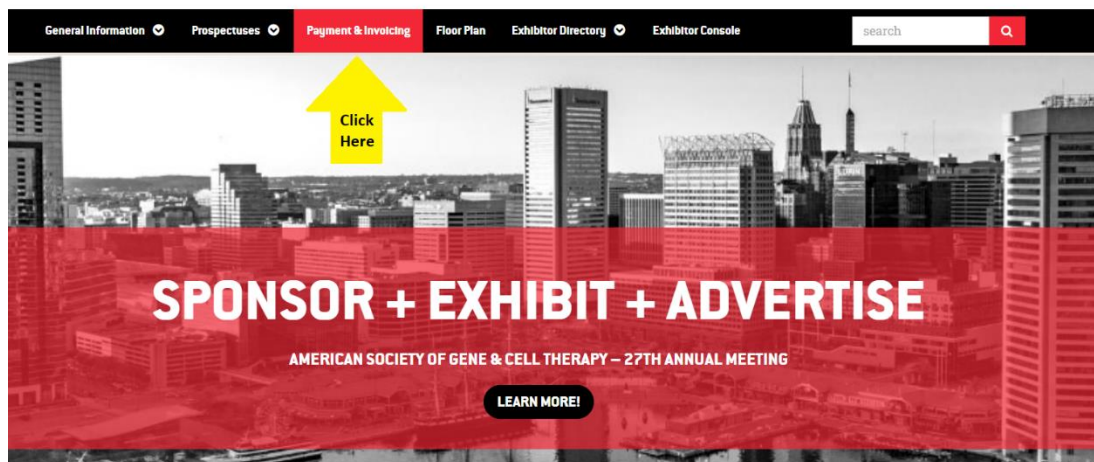 General Information Prospectuses Payment & Invoicing Floor Plan Exhibitor Directory Exhibitor Console search
Click
Here
SPONSOR + EXHIBIT + ADVERTISE
AMERICAN SOCIETY OF GENE & CELL THERAPY – 27TH ANNUAL MEETING
LEARN MORE!